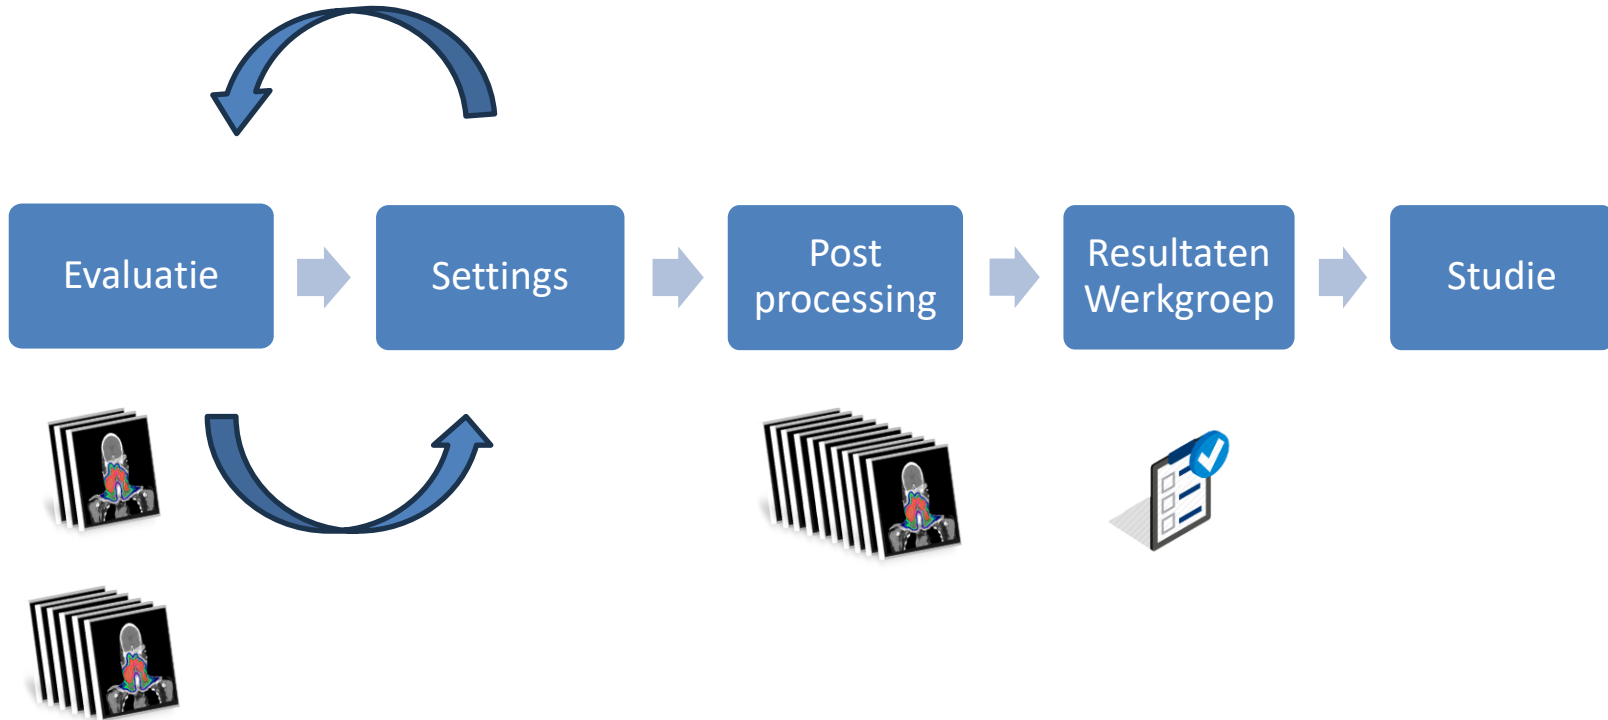 Evaluatie
Settings
Post
processing
Resultaten
Werkgroep
Studie